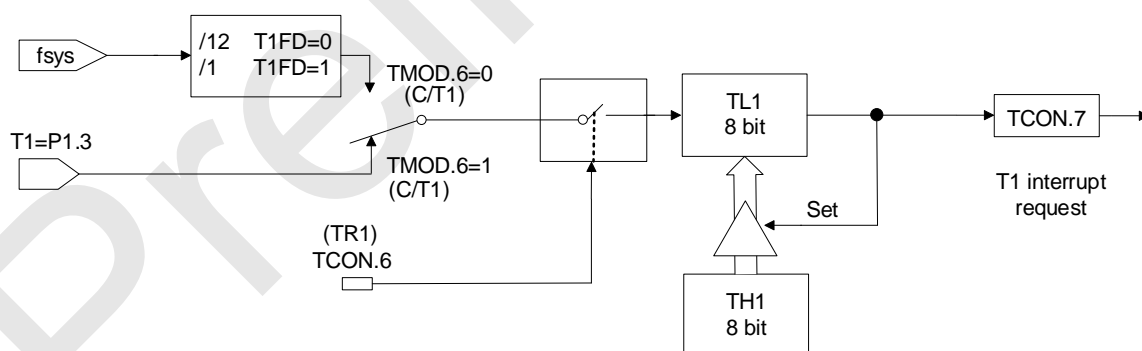 fsys
/12 T1FD=0
/1 T1FD=1
TMOD.6=0
(C/T1)
T1=P1.3
TMOD.6=1
(C/T1)
(TR1)
TCON.6
TL1
8 bit
Set
TH1
8 bit
TCON.7
T1 interrupt
request
Prelim